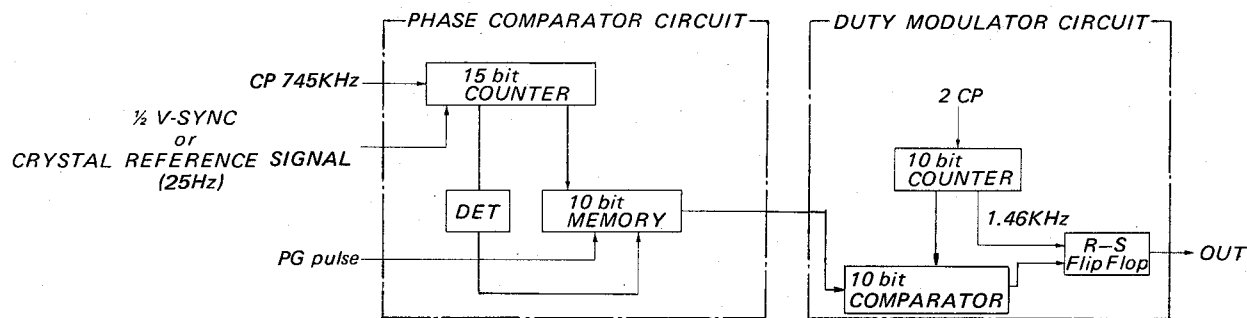 PHASE COMPARATOR CIRCUIT
DUTY MODULATOR CIRCUIT
CP 745KHz
15 bit
COUNTER
½ V-SYNC
or
CRYSTAL REFERENCE SIGNAL
(25Hz)
2 CP
10 bit
COUNTER
DET
10 bit
MEMORY
1.46KHz
R-S
Flip Flop
OUT
PG pulse
10 bit
COMPARATOR